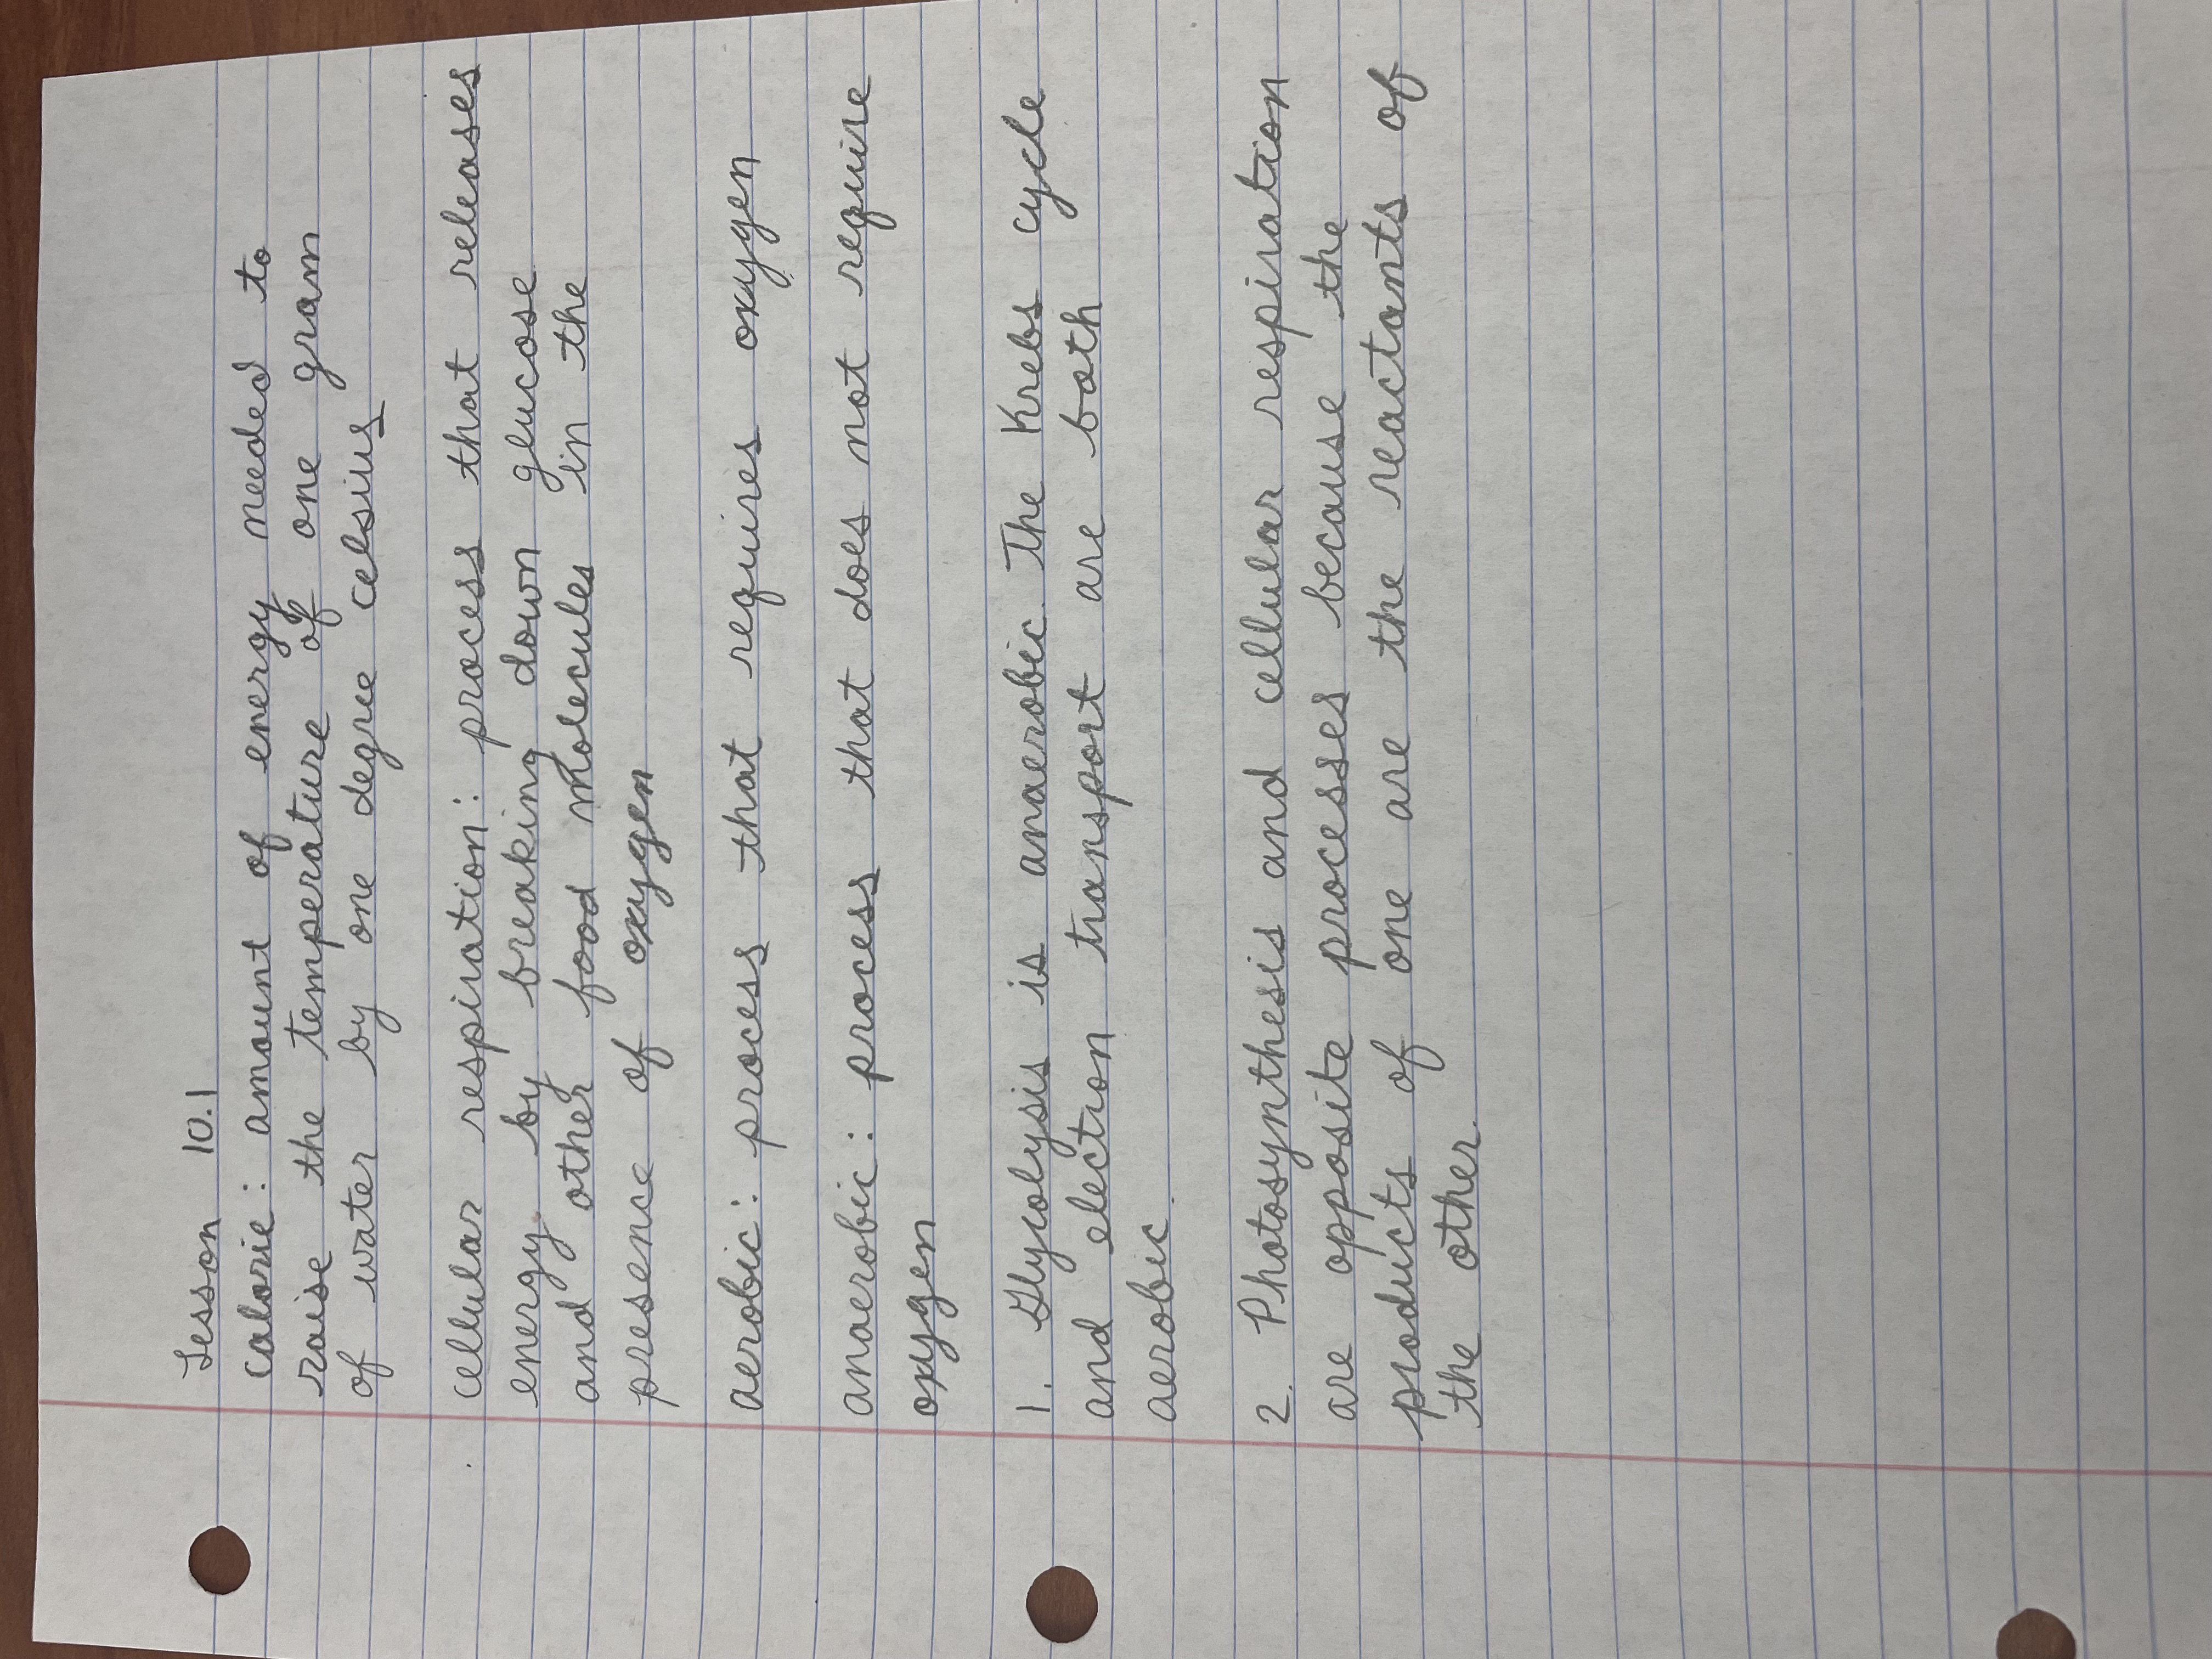 Lesson 10.1
calorie: amount of energy needed to
raise the temperature of one gram
of water by one degree celsius
cellular respiration: process that releases
energy by breaking down glucose
and other food molecules in the
presence of oxygen
aerobic: process that requires oxygen
anaerobic: process that does not require
oxygen
1. Glycolysis is anaerobic. The Krebs cycle
and electron transport are both
aerobic.
2. Photosynthesis and cellular respiration
are opposite processes because the
products of one are the reactants of
the other.